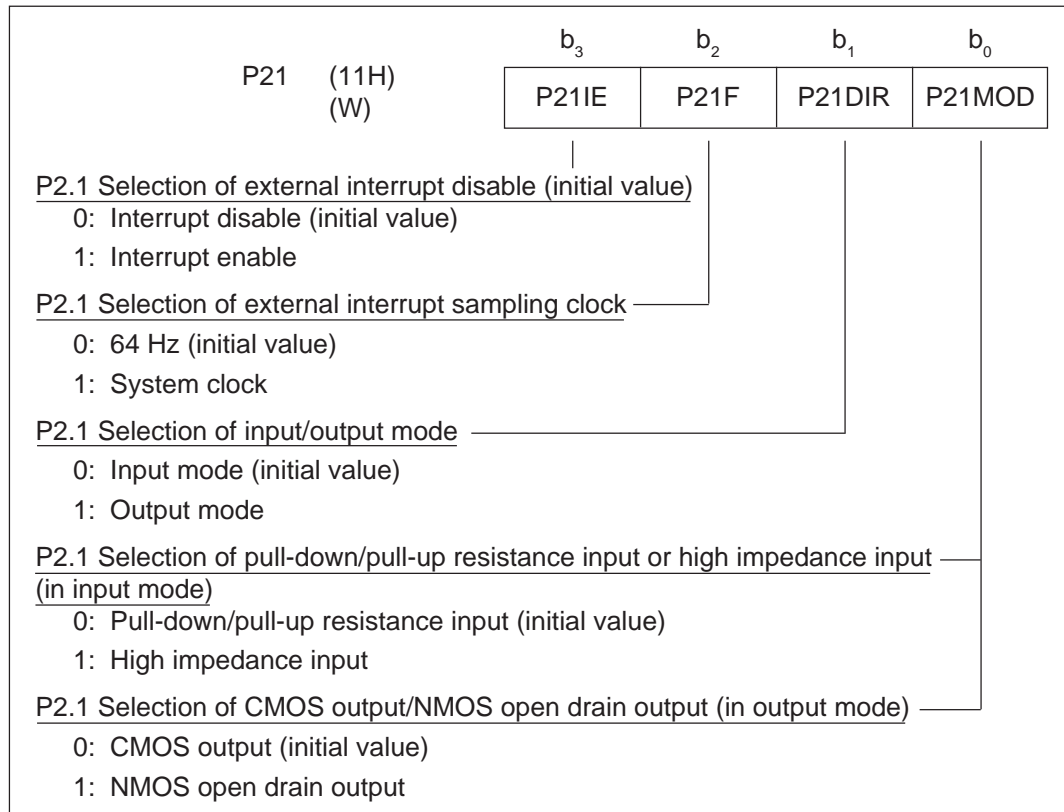 b3 b2 b1 b0
P21 (11H)
(W)
P21IE P21F P21DIR P21MOD
P2.1 Selection of external interrupt disable (initial value)
0: Interrupt disable (initial value)
1: Interrupt enable
P2.1 Selection of external interrupt sampling clock
0: 64 Hz (initial value)
1: System clock
P2.1 Selection of input/output mode
0: Input mode (initial value)
1: Output mode
P2.1 Selection of pull-down/pull-up resistance input or high impedance input
(in input mode)
0: Pull-down/pull-up resistance input (initial value)
1: High impedance input
P2.1 Selection of CMOS output/NMOS open drain output (in output mode)
0: CMOS output (initial value)
1: NMOS open drain output